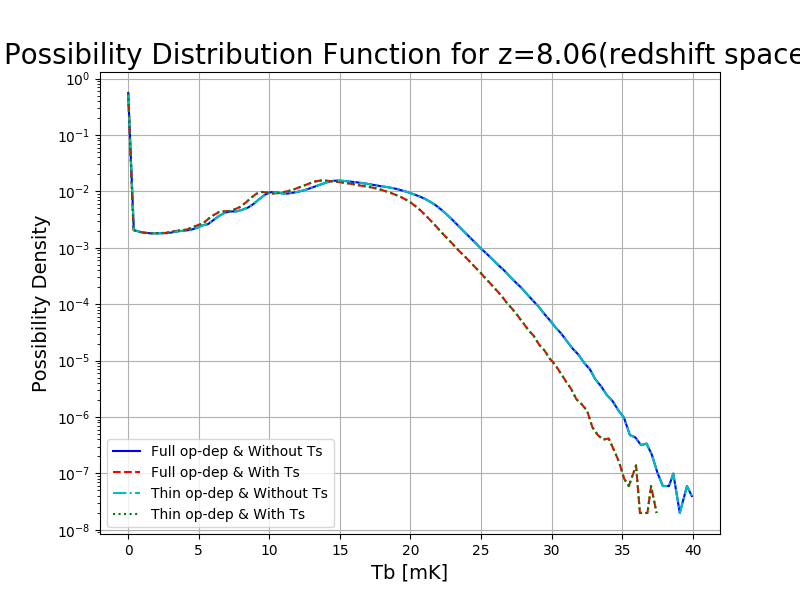 Possibility Distribution Function for z=8.06(redshift space
10⁰
10⁻¹
10⁻²
10⁻³
10⁻⁴
10⁻⁵
10⁻⁶
10⁻⁷
10⁻⁸
Possibility Density
Full op-dep & Without Ts
Full op-dep & With Ts
Thin op-dep & Without Ts
Thin op-dep & With Ts
0 5 10 15 20 25 30 35 40
Tb [mK]